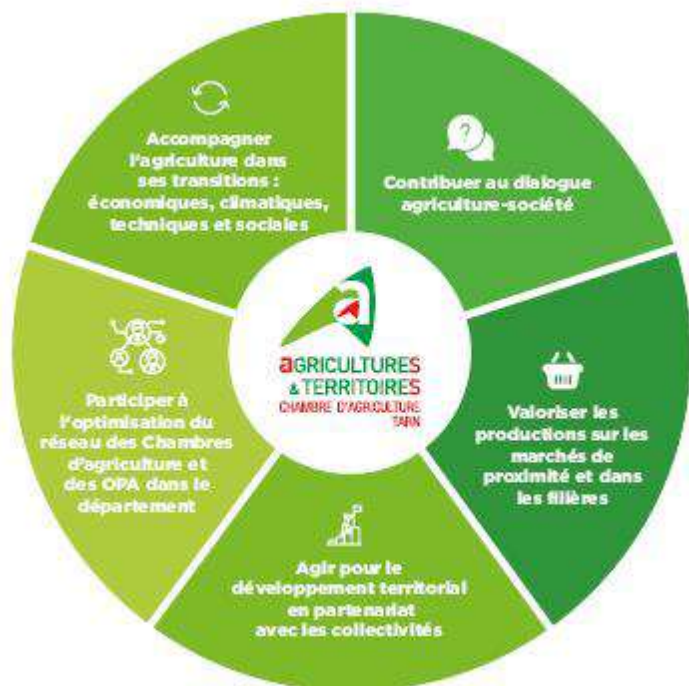 Accompagner
l'agriculture dans
ses transitions :
économiques, climatiques,
techniques et sociales
?
Contribuer au dialogue
agriculture-société
Valoriser les
productions sur les
marchés de
proximité et dans
les filières
Agir pour le
développement territorial
en partenariat
avec les collectivités
Participer à
l'optimisation du
réseau des Chambres
d'agriculture et
des OPA dans le
département
a
aGRICULTURES
& TERRITOIRES
CHAMBRE D'AGRICULTURE
TARN